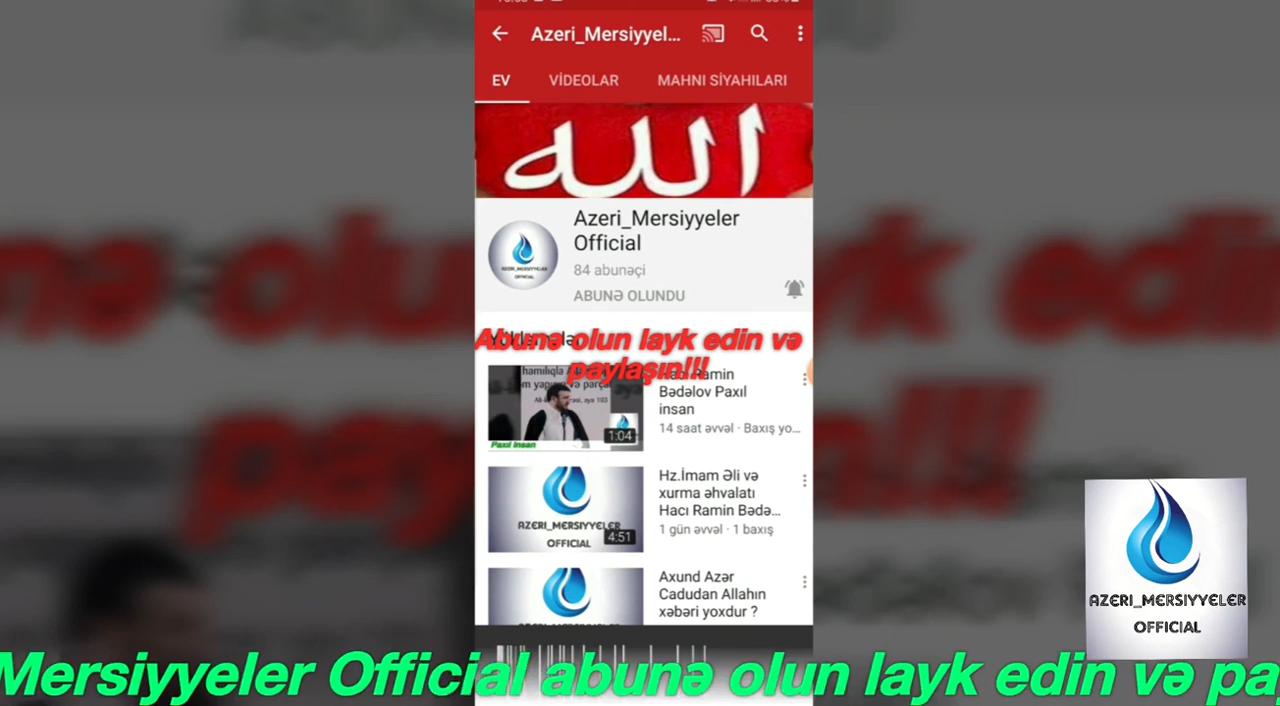 Azeri_Mersiyyel...
EV
VİDEOLAR
MAHNI SİYAHILARI
الله
Azeri_Mersiyyeler
Official
84 abunəçi
ABUNƏ OLUNDU
Abunə olun layk edin və
paylaşın!!!
Ramin
Bədəlov Paxıl
insan
14 saat əvvəl · Baxış yo...
1:04
Paxıl insan
Hz.İmam Əli və
xurma əhvalatı
Hacı Ramin Bədə...
1 gün əvvəl · 1 baxış
AZERI_MERSIYYELER
OFFICIAL
4:51
Axund Azər
Cadudan Allahın
xəbəri yoxdur ?
AZERI_MERSIYYELER
OFFICIAL
Mersiyyeler Official abunə olun layk edin və pay